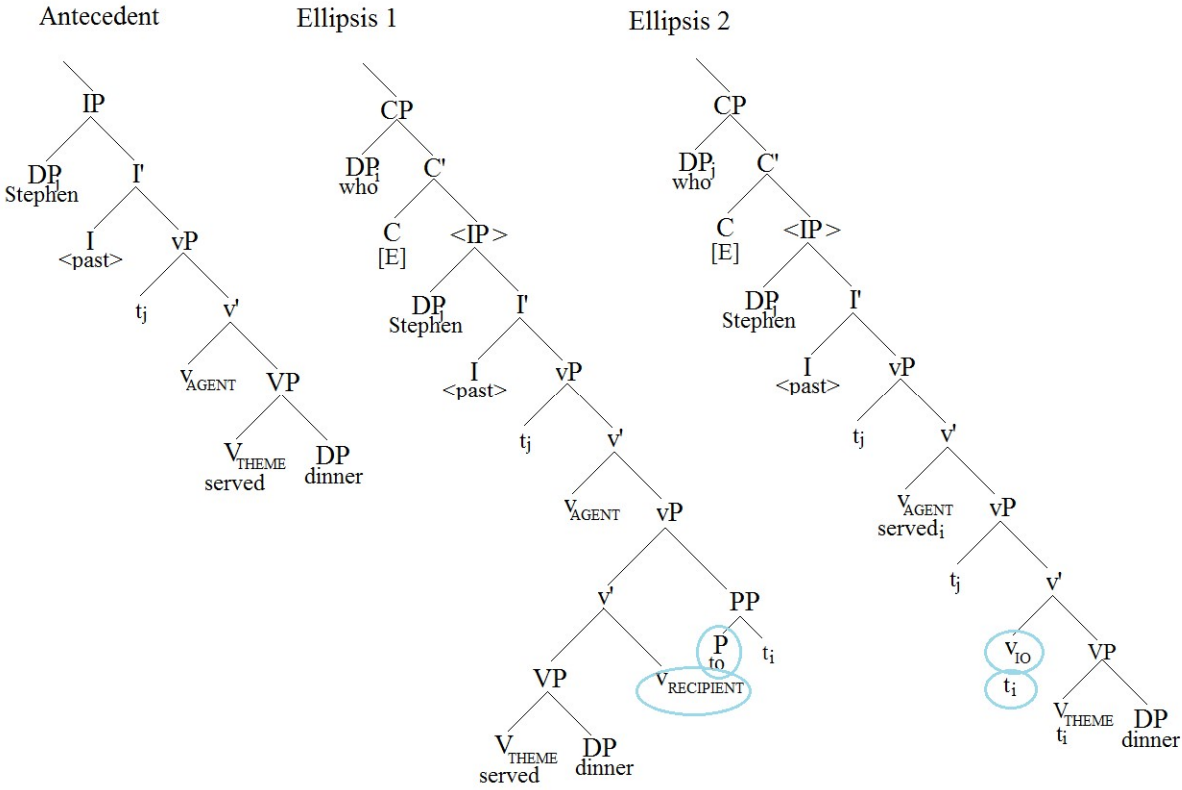 Antecedent
Ellipsis 1
Ellipsis 2
IP
DPj
Stephen
I'
I
<past>
vP
tj
v'
vAGENT
VP
VTHEME
served
DP
dinner
CP
DPi
who
C'
C
[E]
<IP>
DPj
Stephen
I'
I
<past>
vP
tj
v'
vAGENT
vP
v'
PP
P
to
ti
VP
vRECIPIENT
VTHEME
served
DP
dinner
CP
DPj
who
C'
C
[E]
<IP>
DPj
Stephen
I'
I
<past>
vP
tj
v'
vAGENT
servedi
vP
tj
v'
vIO
ti
VP
VTHEME
ti
DP
dinner